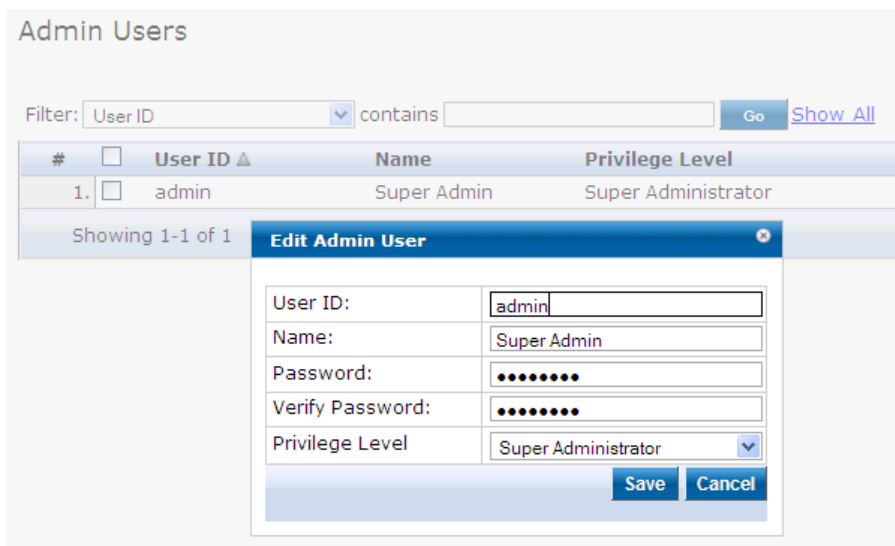 Admin Users
Filter: User ID contains Go Show All
# User ID Name Privilege Level
1. admin Super Admin Super Administrator
Showing 1-1 of 1
Edit Admin User
User ID: admin
Name: Super Admin
Password: ●●●●●●●●
Verify Password: ●●●●●●●●
Privilege Level Super Administrator
Save Cancel